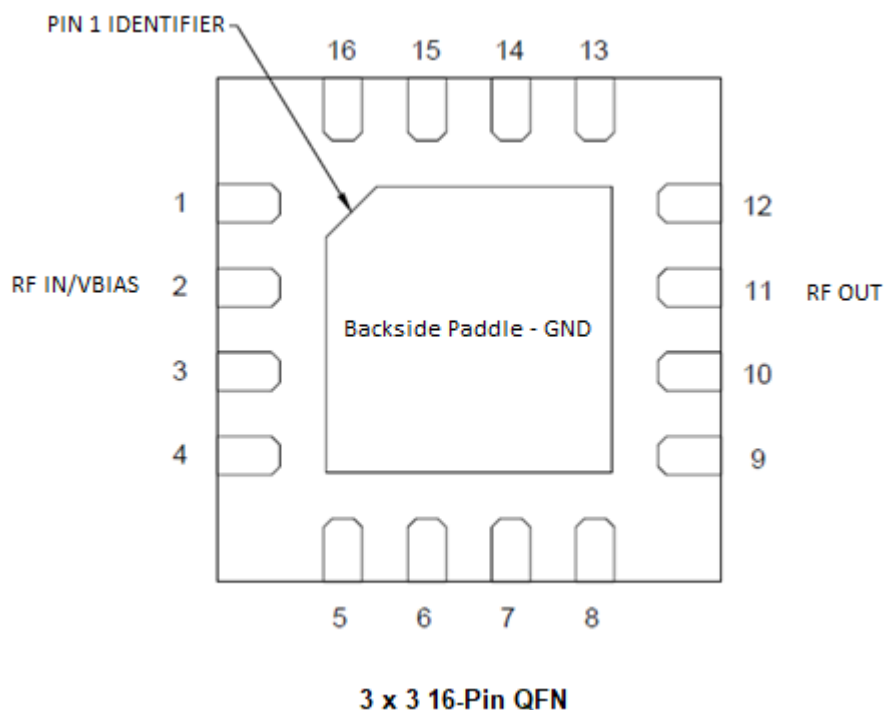 PIN 1 IDENTIFIER
16 15 14 13
1 12
RF IN/VBIAS 2 11 RF OUT
Backside Paddle - GND
3 10
4 9
5 6 7 8
3 x 3 16-Pin QFN